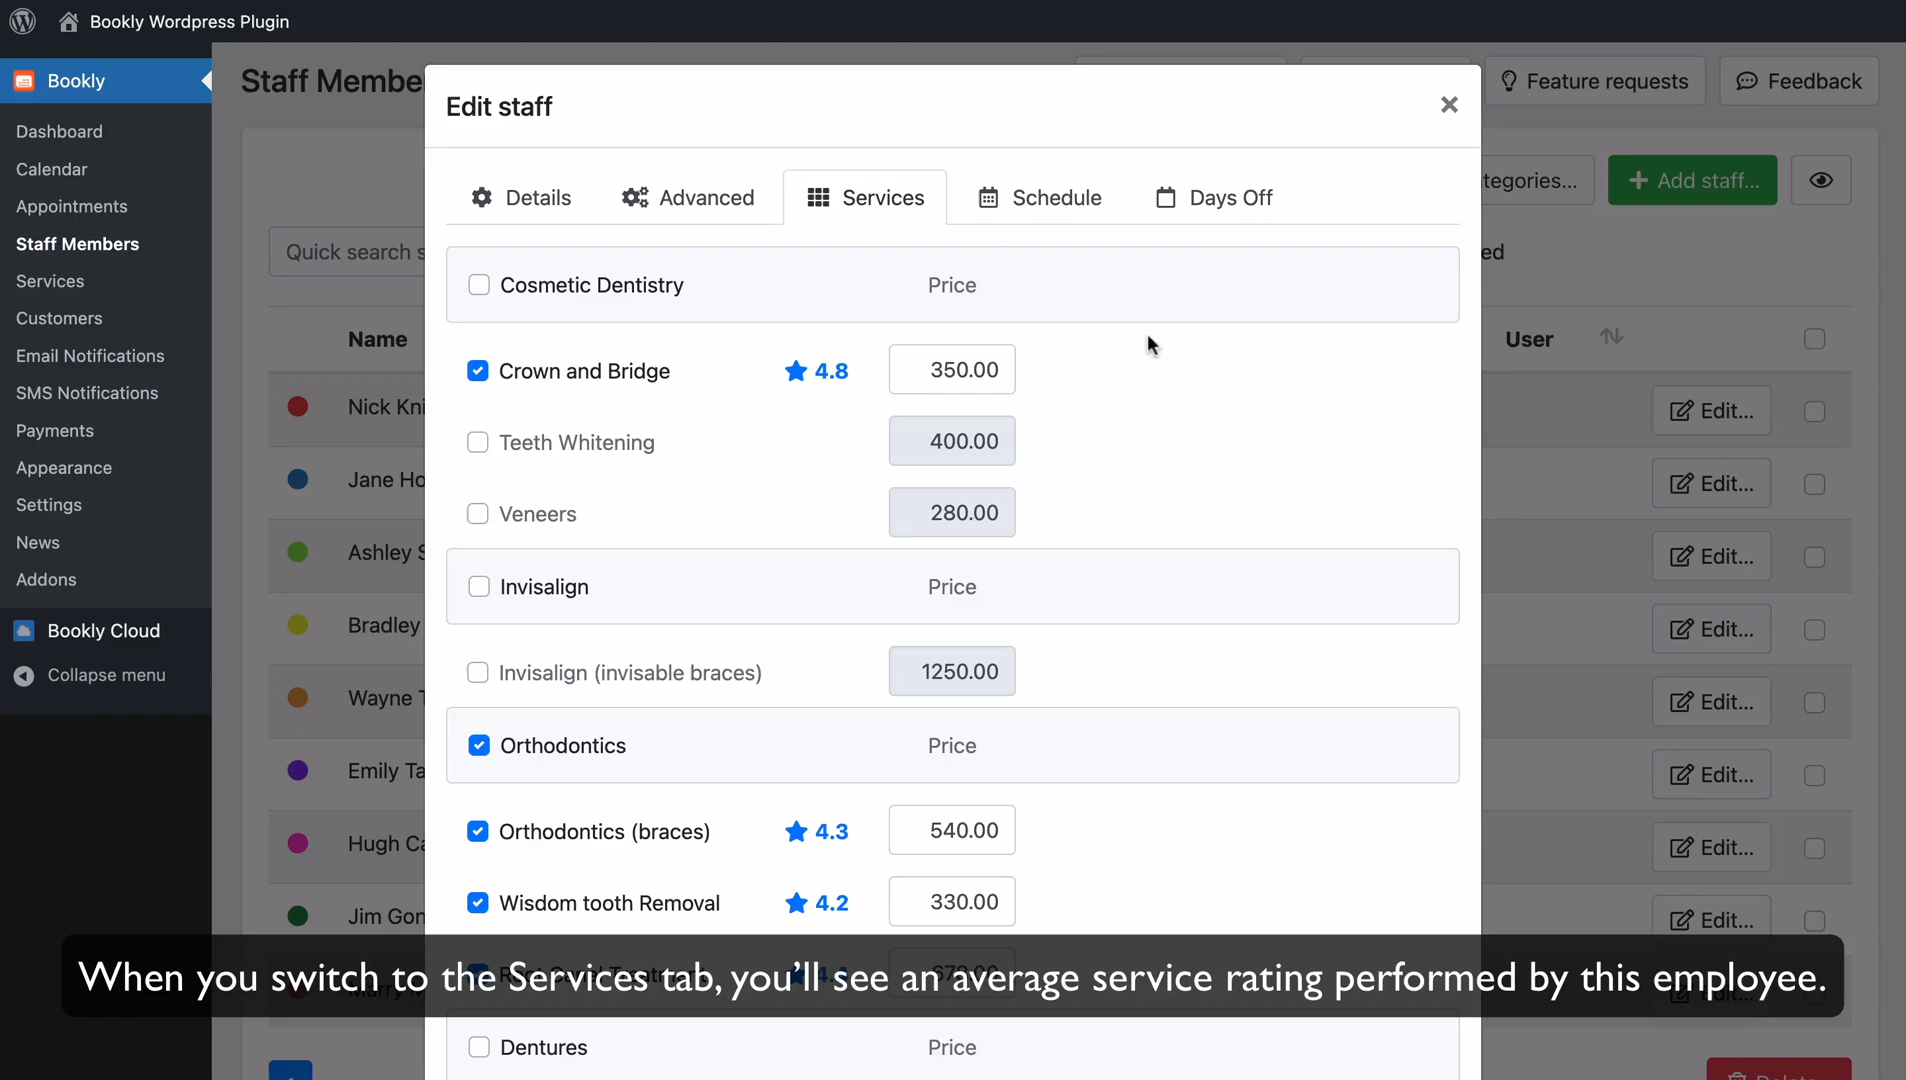 Bookly Wordpress Plugin
Bookly
Dashboard
Calendar
Appointments
Staff Members
Services
Customers
Email Notifications
SMS Notifications
Payments
Appearance
Settings
News
Addons
Bookly Cloud
Collapse menu
Staff Membe
Feature requests
Feedback
Edit staff
Details
Advanced
Services
Schedule
Days Off
tegories...
Add staff...
Quick search s
ed
Name
User
Nick Kni
Jane Ho
Ashley S
Bradley
Wayne T
Emily Ta
Hugh Ca
Jim Gon
Edit...
Edit...
Edit...
Edit...
Edit...
Edit...
Edit...
Edit...
Cosmetic Dentistry Price
Crown and Bridge 4.8 350.00
Teeth Whitening 400.00
Veneers 280.00
Invisalign Price
Invisalign (invisable braces) 1250.00
Orthodontics Price
Orthodontics (braces) 4.3 540.00
Wisdom tooth Removal 4.2 330.00
When you switch to the Services tab, you'll see an average service rating performed by this employee.
Dentures Price